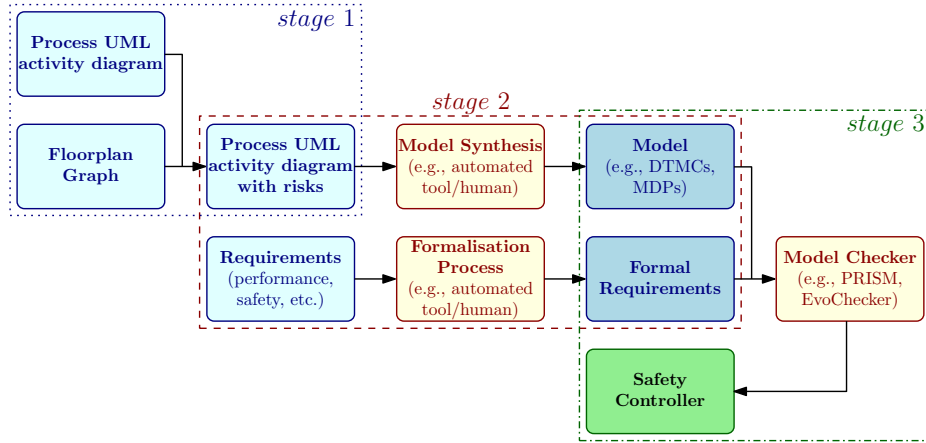 stage 1
Process UML
activity diagram
Floorplan
Graph
stage 2
Process UML
activity diagram
with risks
Model Synthesis
(e.g., automated
tool/human)
stage 3
Model
(e.g., DTMCs,
MDPs)
Requirements
(performance,
safety, etc.)
Formalisation
Process
(e.g., automated
tool/human)
Formal
Requirements
Model Checker
(e.g., PRISM,
EvoChecker)
Safety
Controller